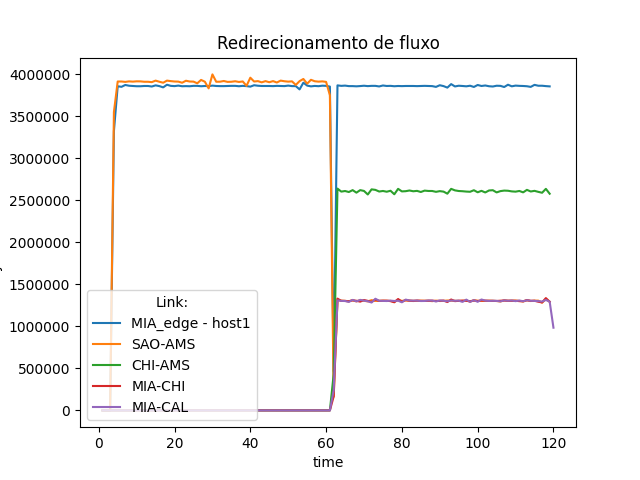 Redirecionamento de fluxo
4000000
3500000
3000000
2500000
2000000
1500000
1000000
500000
0
Link:
MIA_edge - host1
SAO-AMS
CHI-AMS
MIA-CHI
MIA-CAL
0 20 40 60 80 100 120
time